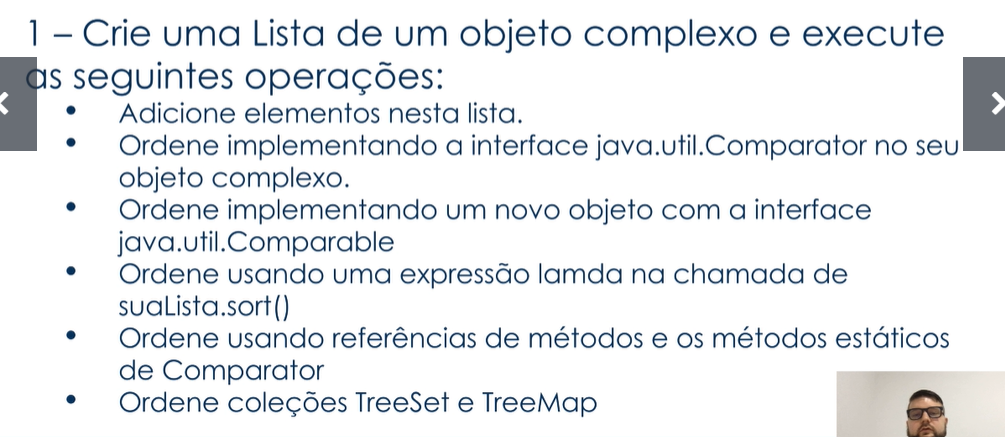 1 – Crie uma Lista de um objeto complexo e execute
as seguintes operações:
• Adicione elementos nesta lista.
• Ordene implementando a interface java.util.Comparator no seu
objeto complexo.
• Ordene implementando um novo objeto com a interface
java.util.Comparable
• Ordene usando uma expressão lamda na chamada de
suaLista.sort()
• Ordene usando referências de métodos e os métodos estáticos
de Comparator
• Ordene coleções TreeSet e TreeMap